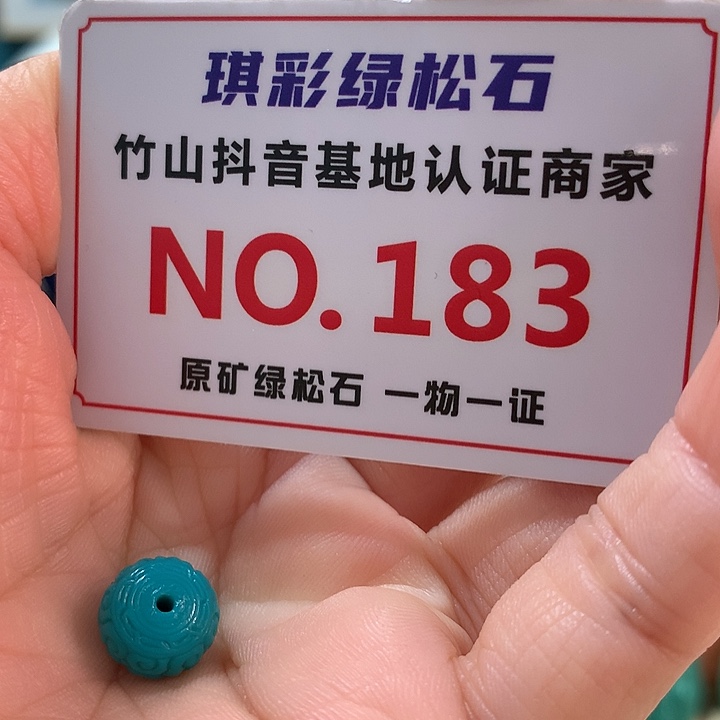 琪彩绿松石
竹山抖音基地认证商家
NO.183
原矿绿松石 一物一证